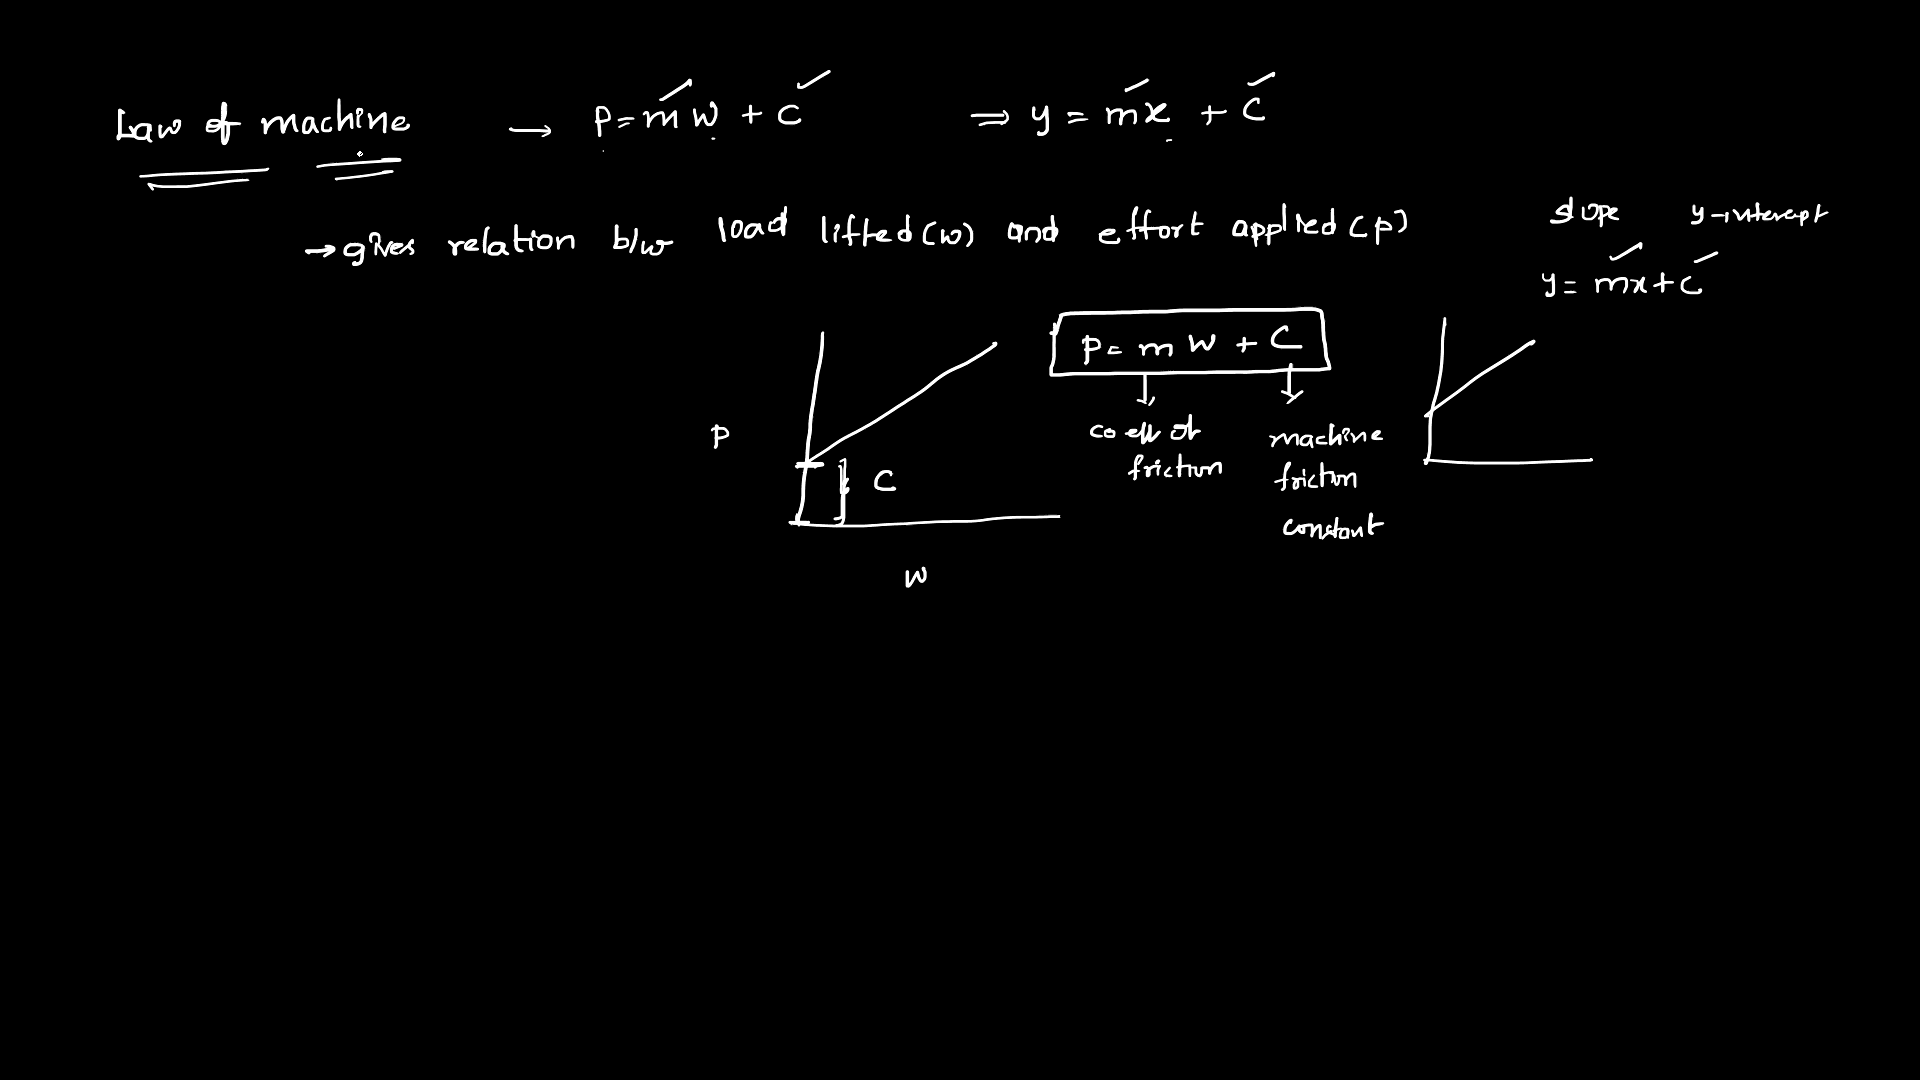 Law of machine → P = mW + C ⇒ y = mx + C
→ gives relation b/w load lifted (w) and effort applied (P)
slope y-intercept
y = mx + C
P = m W + C
P
C
W
coeff of friction
machine friction constant